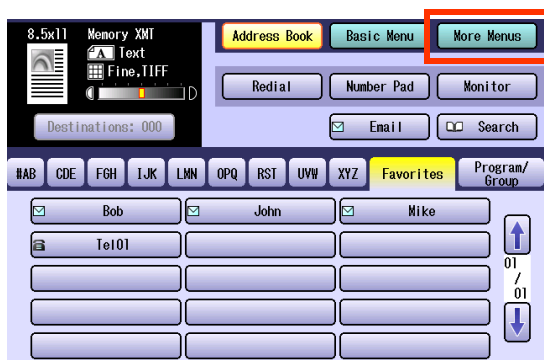 8.5x11 Memory XMT
A Text
Fine,TIFF
Destinations: 000
Address Book Basic Menu More Menus
Redial Number Pad Monitor
Email Search
#AB CDE FGH IJK LMN OPQ RST UVW XYZ Favorites Program/
Group
Bob John Mike
Tel01
01
/
01